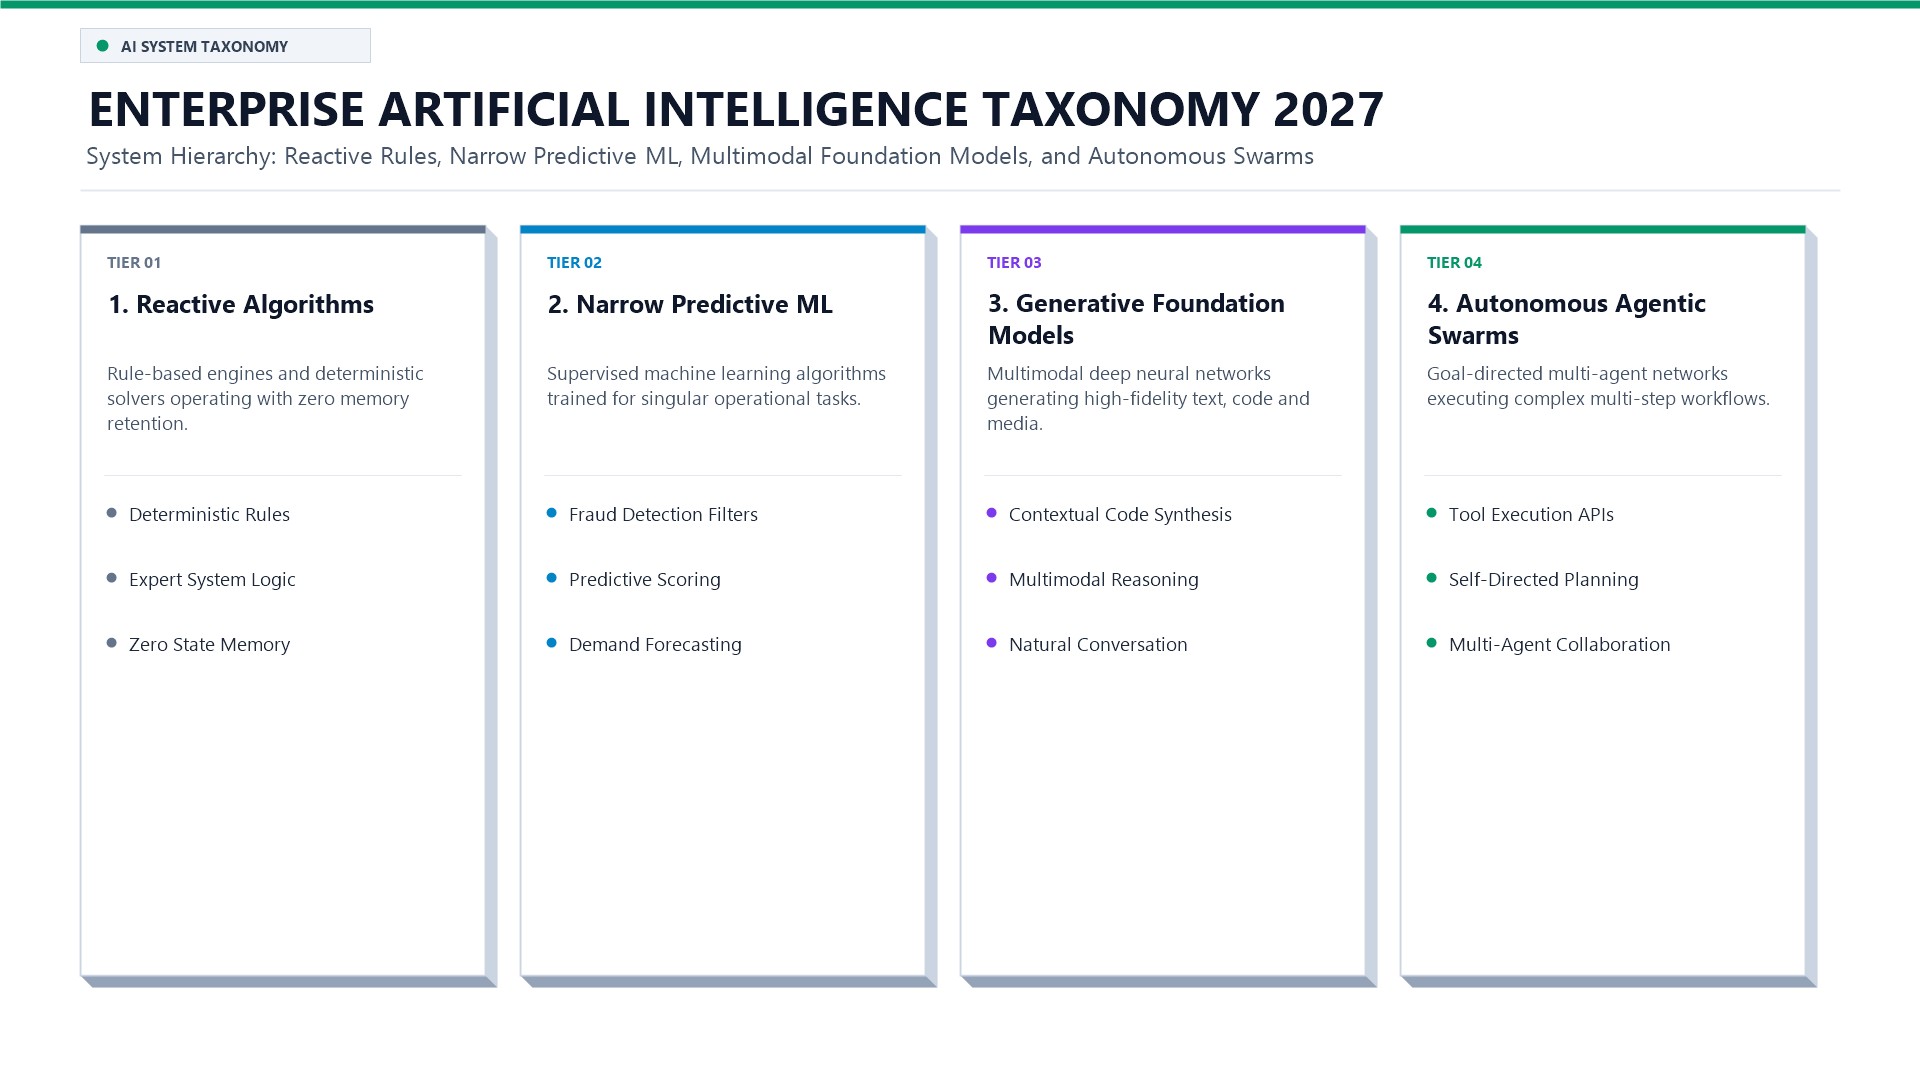 AI SYSTEM TAXONOMY
ENTERPRISE ARTIFICIAL INTELLIGENCE TAXONOMY 2027
System Hierarchy: Reactive Rules, Narrow Predictive ML, Multimodal Foundation Models, and Autonomous Swarms
TIER 01
1. Reactive Algorithms
Rule-based engines and deterministic
solvers operating with zero memory
retention.
Deterministic Rules
Expert System Logic
Zero State Memory
TIER 02
2. Narrow Predictive ML
Supervised machine learning algorithms
trained for singular operational tasks.
Fraud Detection Filters
Predictive Scoring
Demand Forecasting
TIER 03
3. Generative Foundation
Models
Multimodal deep neural networks
generating high-fidelity text, code and
media.
Contextual Code Synthesis
Multimodal Reasoning
Natural Conversation
TIER 04
4. Autonomous Agentic
Swarms
Goal-directed multi-agent networks
executing complex multi-step workflows.
Tool Execution APIs
Self-Directed Planning
Multi-Agent Collaboration